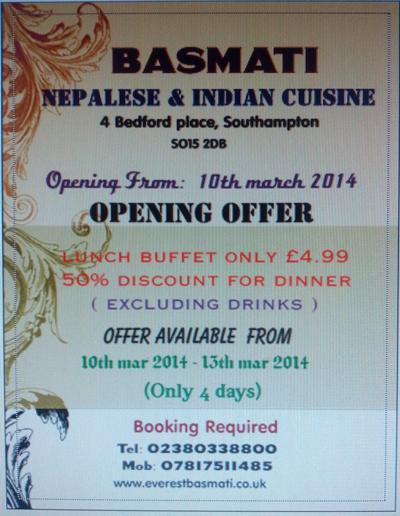 BASMATI
NEPALESE & INDIAN CUISINE
4 Bedford place, Southampton
SO15 2DB
Opening From: 10th march 2014
OPENING OFFER
LUNCH BUFFET ONLY £4.99
50% DISCOUNT FOR DINNER
( EXCLUDING DRINKS )
OFFER AVAILABLE FROM
10th mar 2014 - 13th mar 2014
(Only 4 days)
Booking Required
Tel: 02380338800
Mob: 07817511485
www.everestbasmati.co.uk